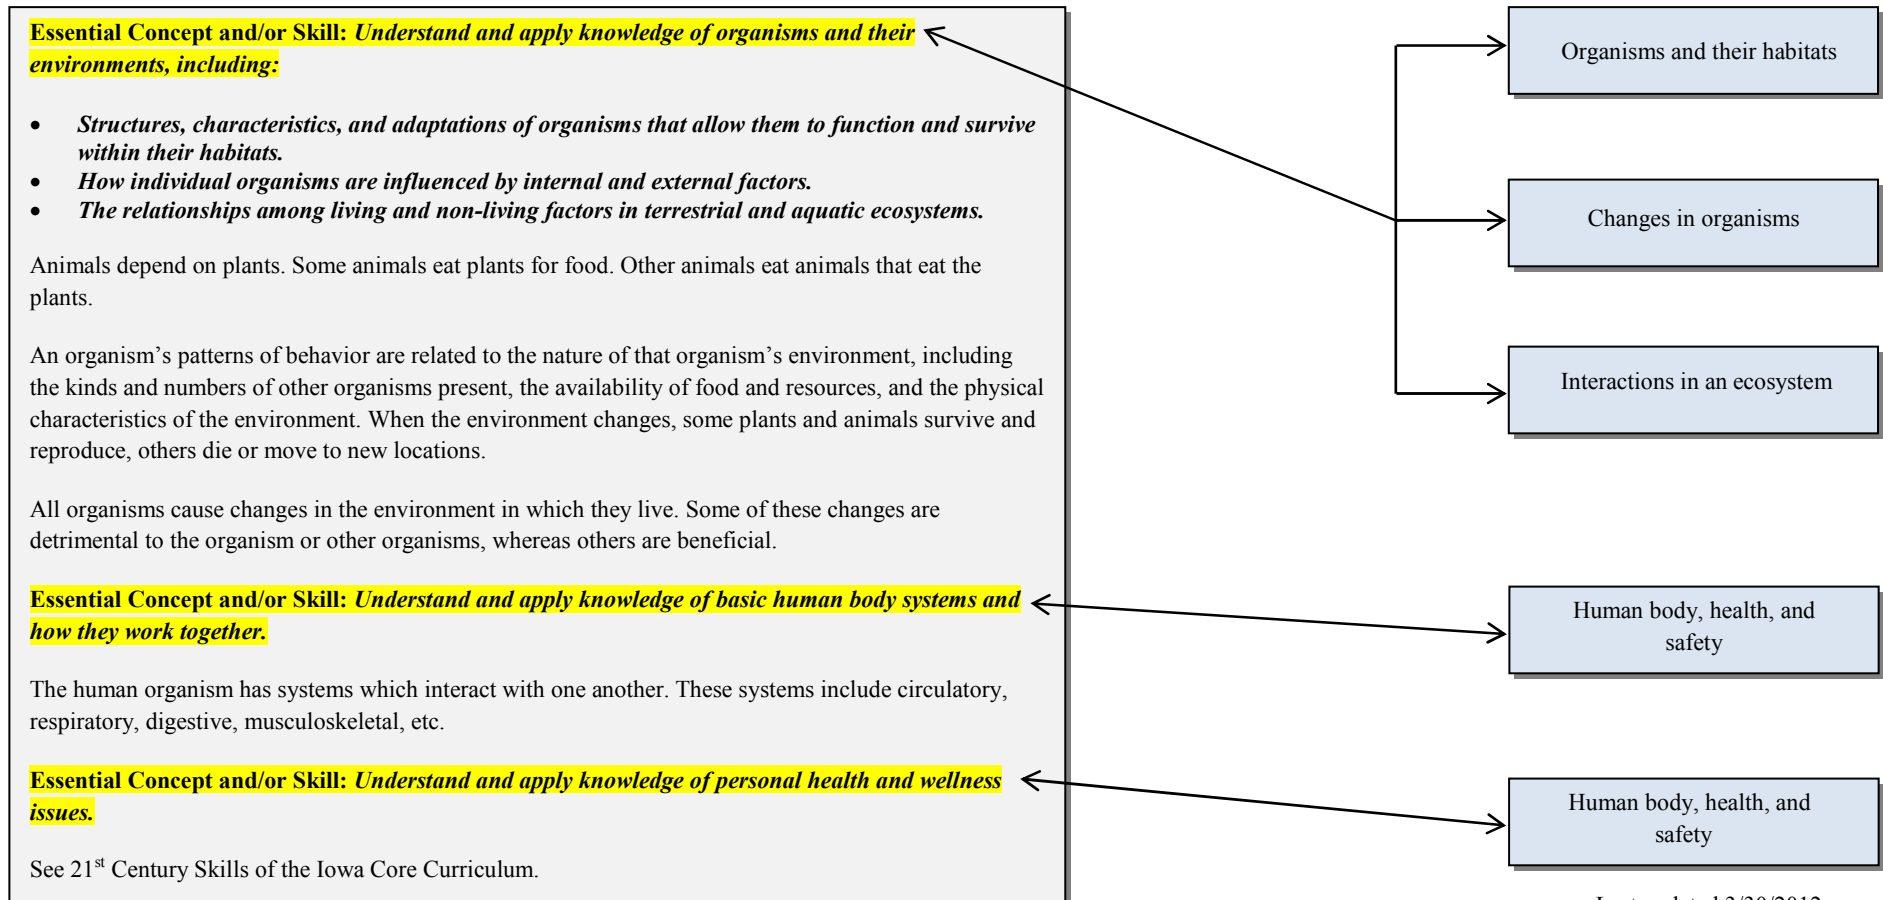 Essential Concept and/or Skill: Understand and apply knowledge of organisms and their
environments, including:
• Structures, characteristics, and adaptations of organisms that allow them to function and survive
within their habitats.
• How individual organisms are influenced by internal and external factors.
• The relationships among living and non-living factors in terrestrial and aquatic ecosystems.
Animals depend on plants. Some animals eat plants for food. Other animals eat animals that eat the
plants.
An organism’s patterns of behavior are related to the nature of that organism’s environment, including
the kinds and numbers of other organisms present, the availability of food and resources, and the physical
characteristics of the environment. When the environment changes, some plants and animals survive and
reproduce, others die or move to new locations.
All organisms cause changes in the environment in which they live. Some of these changes are
detrimental to the organism or other organisms, whereas others are beneficial.
Essential Concept and/or Skill: Understand and apply knowledge of basic human body systems and
how they work together.
The human organism has systems which interact with one another. These systems include circulatory,
respiratory, digestive, musculoskeletal, etc.
Essential Concept and/or Skill: Understand and apply knowledge of personal health and wellness
issues.
See 21st Century Skills of the Iowa Core Curriculum.
Organisms and their habitats
Changes in organisms
Interactions in an ecosystem
Human body, health, and
safety
Human body, health, and
safety
3/30/2012